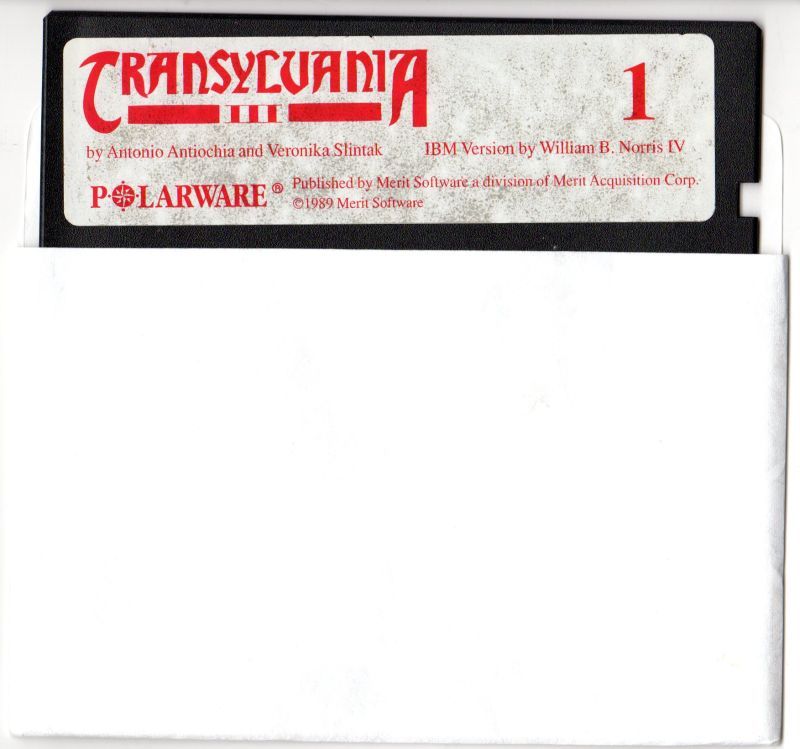 TRANSYLVANIA
III
1
by Antonio Antiochia and Veronika Slintak
IBM Version by William B. Norris IV
POLARWARE ®
Published by Merit Software a division of Merit Acquisition Corp.
©1989 Merit Software